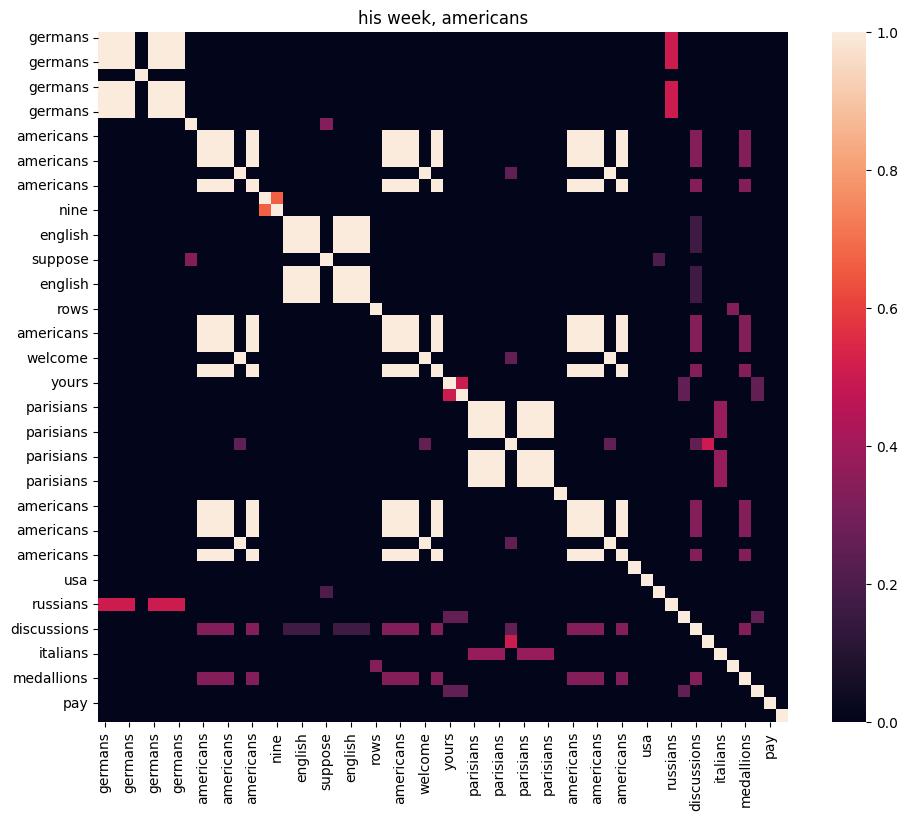 his week, americans
germans
germans
germans
germans
americans
americans
americans
nine
english
suppose
english
rows
americans
welcome
yours
parisians
parisians
parisians
parisians
americans
americans
americans
usa
russians
discussions
italians
medallions
pay
germans
germans
germans
germans
americans
americans
americans
nine
english
suppose
english
rows
americans
welcome
yours
parisians
parisians
parisians
parisians
americans
americans
americans
usa
russians
discussions
italians
medallions
pay
1.0
0.8
0.6
0.4
0.2
0.0